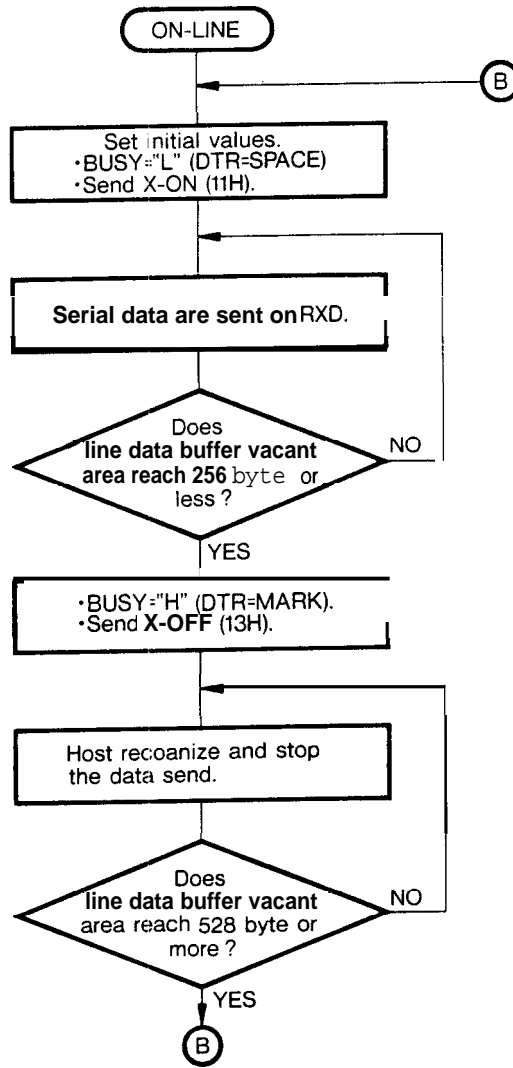 ON-LINE
B
Set initial values.
·BUSY="L" (DTR=SPACE)
·Send X-ON (11H).
Serial data are sent on RXD.
Does
line data buffer vacant
area reach 256 byte or
less ?
NO
YES
·BUSY="H" (DTR=MARK).
·Send X-OFF (13H).
Host recoanize and stop
the data send.
Does
line data buffer vacant
area reach 528 byte or
more ?
NO
YES
B